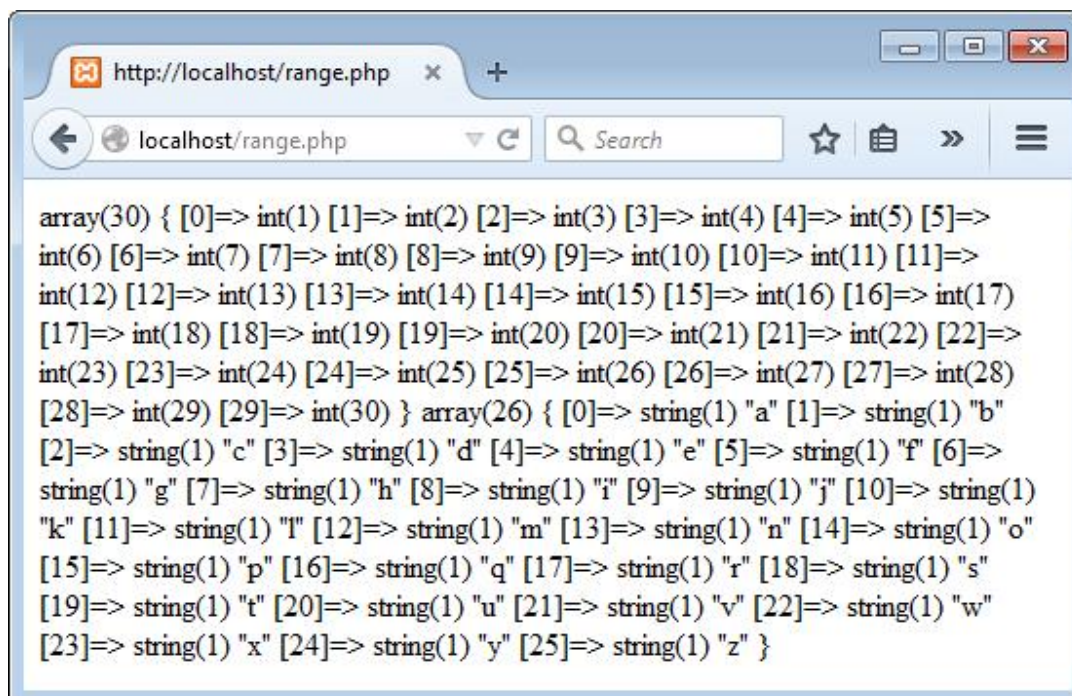 http://localhost/range.php
localhost/range.php
Search
array(30) { [0]=> int(1) [1]=> int(2) [2]=> int(3) [3]=> int(4) [4]=> int(5) [5]=>
int(6) [6]=> int(7) [7]=> int(8) [8]=> int(9) [9]=> int(10) [10]=> int(11) [11]=>
int(12) [12]=> int(13) [13]=> int(14) [14]=> int(15) [15]=> int(16) [16]=> int(17)
[17]=> int(18) [18]=> int(19) [19]=> int(20) [20]=> int(21) [21]=> int(22) [22]=>
int(23) [23]=> int(24) [24]=> int(25) [25]=> int(26) [26]=> int(27) [27]=> int(28)
[28]=> int(29) [29]=> int(30) } array(26) { [0]=> string(1) "a" [1]=> string(1) "b"
[2]=> string(1) "c" [3]=> string(1) "d" [4]=> string(1) "e" [5]=> string(1) "f" [6]=>
string(1) "g" [7]=> string(1) "h" [8]=> string(1) "i" [9]=> string(1) "j" [10]=> string(1)
"k" [11]=> string(1) "l" [12]=> string(1) "m" [13]=> string(1) "n" [14]=> string(1) "o"
[15]=> string(1) "p" [16]=> string(1) "q" [17]=> string(1) "r" [18]=> string(1) "s"
[19]=> string(1) "t" [20]=> string(1) "u" [21]=> string(1) "v" [22]=> string(1) "w"
[23]=> string(1) "x" [24]=> string(1) "y" [25]=> string(1) "z" }